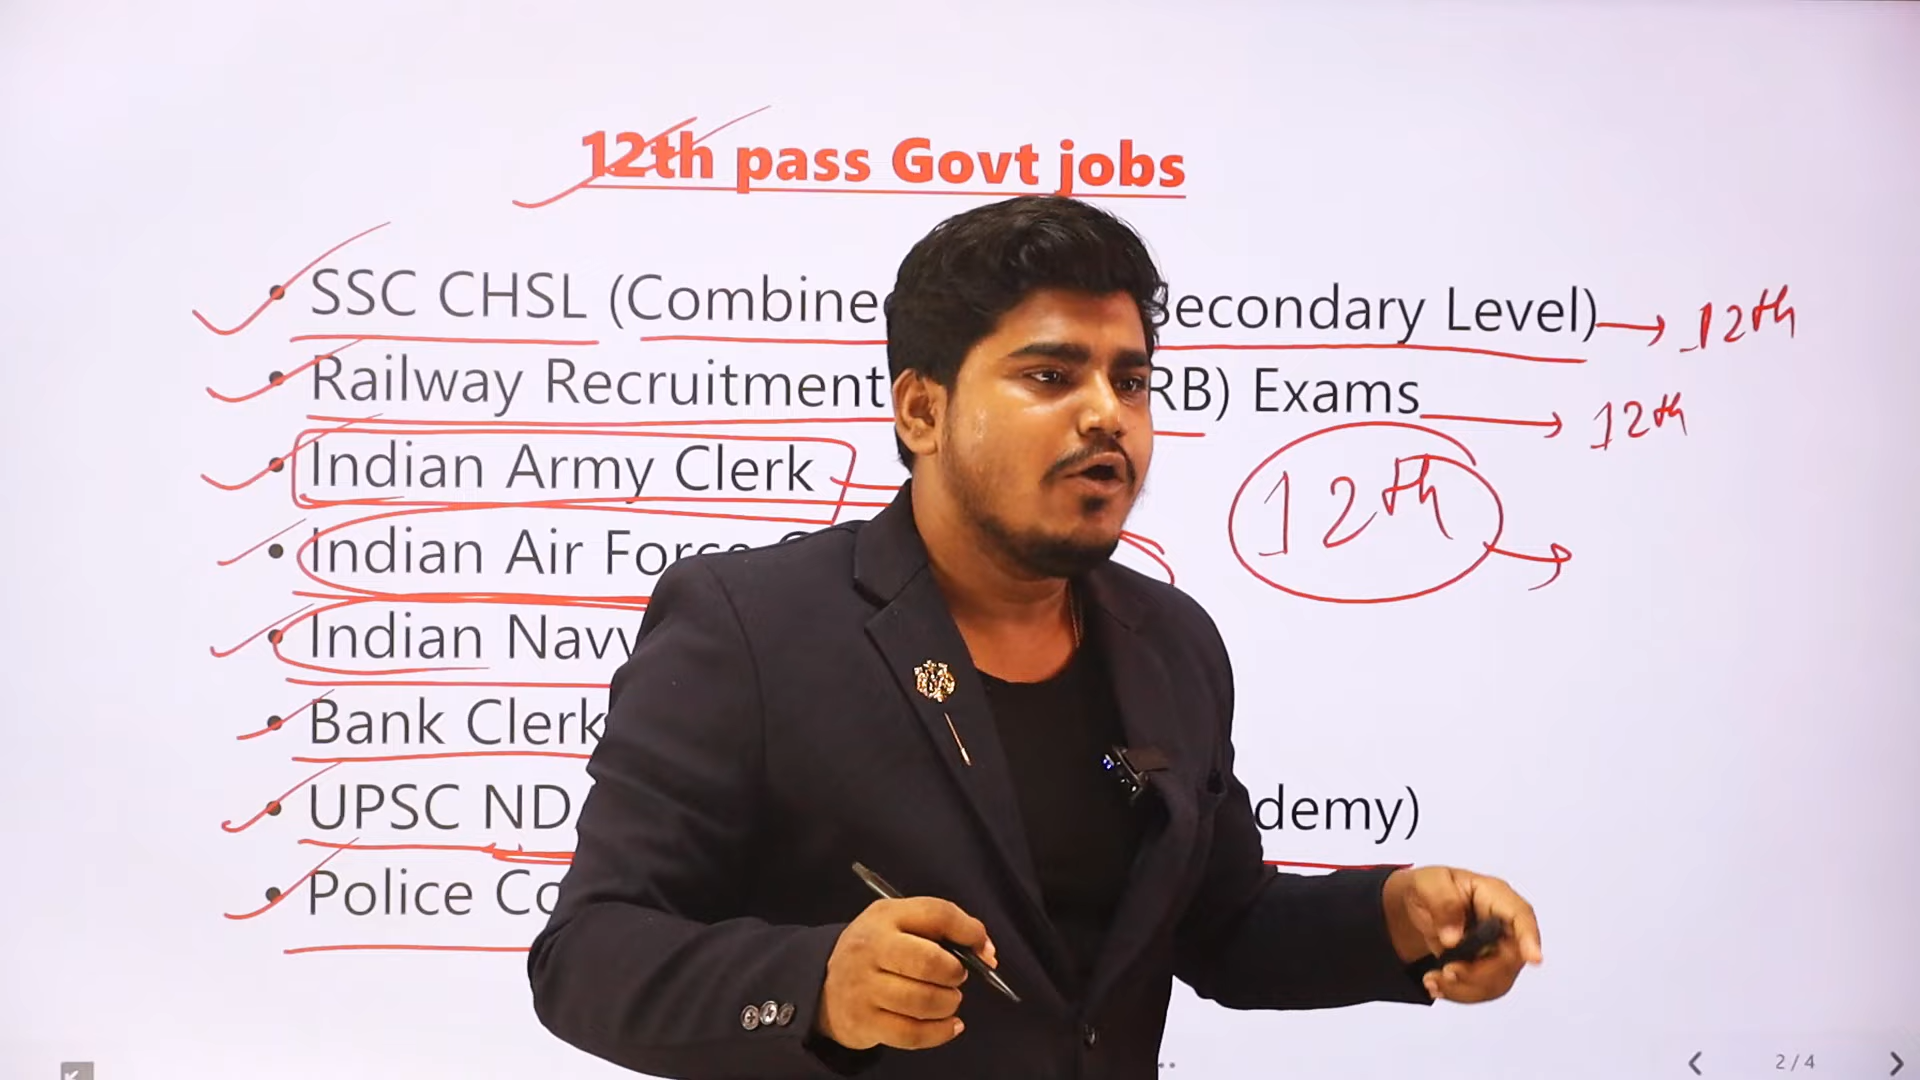 12th pass Govt jobs
• SSC CHSL (Combine Secondary Level) → 12th
• Railway Recruitment RB) Exams → 12th
• Indian Army Clerk
12th →
• Indian Air Force
• Indian Navy
• Bank Clerk
• UPSC ND demy)
• Police Co
2 / 4